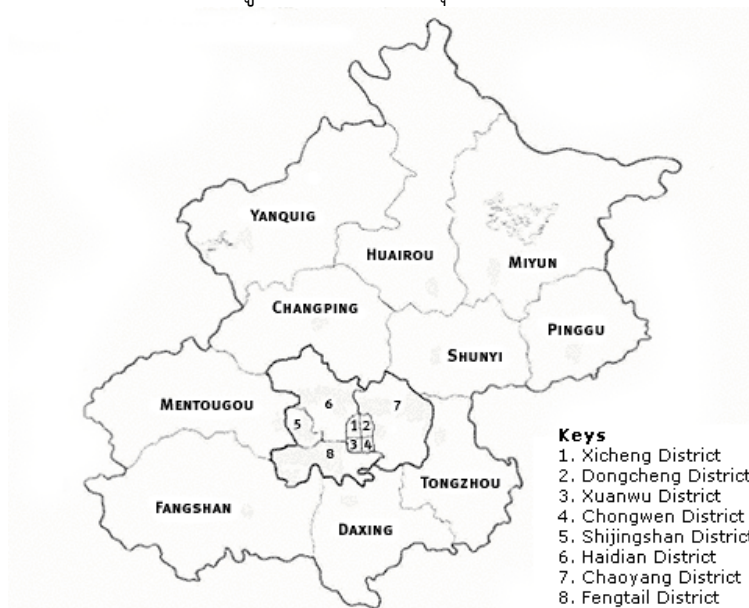 YANQUIG
HUAIROU
MIYUN
CHANGPING
PINGGU
SHUNYI
MENTOUGOU
6
7
5
1 2
3 4
8
TONGZHOU
FANGSHAN
DAXING
Keys
1. Xicheng District
2. Dongcheng District
3. Xuanwu District
4. Chongwen District
5. Shijingshan District
6. Haidian District
7. Chaoyang District
8. Fengtail District